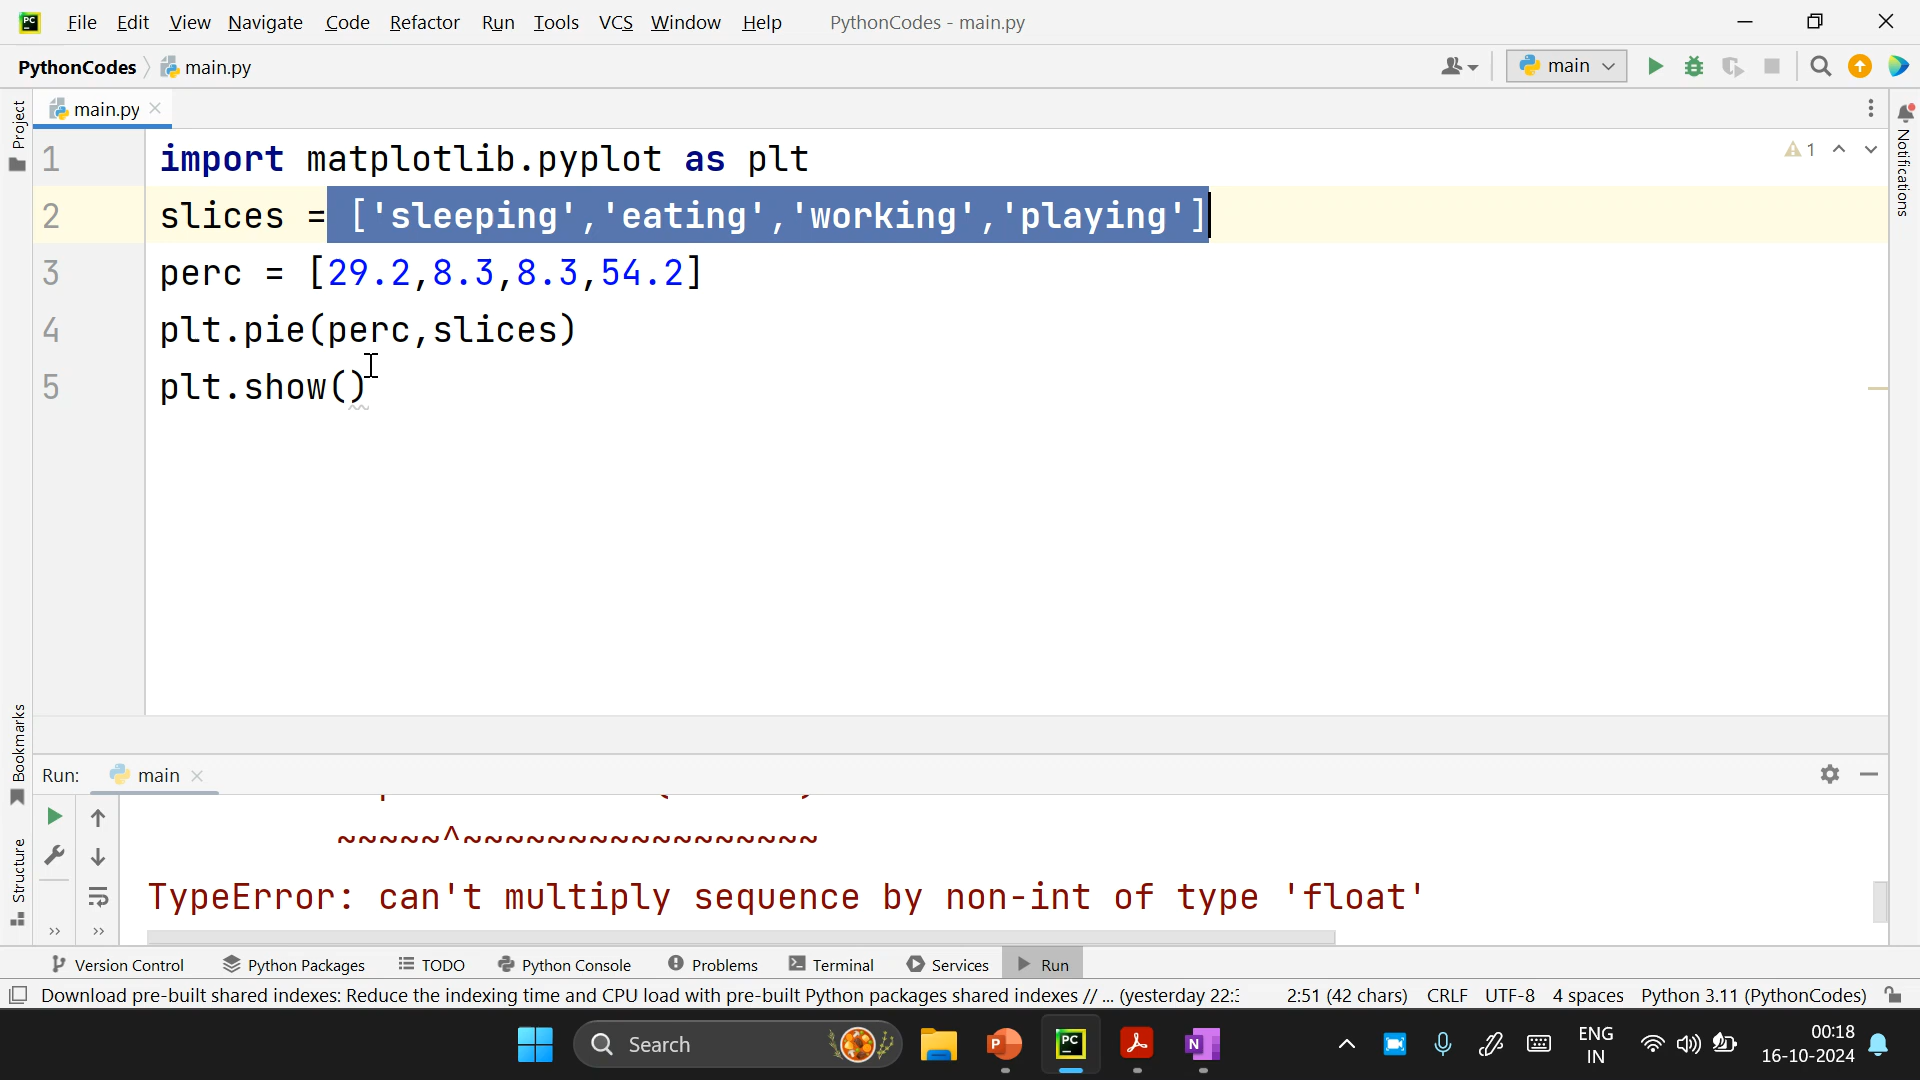 File Edit View Navigate Code Refactor Run Tools VCS Window Help PythonCodes - main.py
PythonCodes main.py main
Project
main.py
Notifications
1 import matplotlib.pyplot as plt
1
2 slices = ['sleeping','eating','working','playing']
3 perc = [29.2,8.3,8.3,54.2]
4 plt.pie(perc,slices)
5 plt.show()
Bookmarks
Structure
Run: main
~~~~~^~~~~~~~~~~~~~~~~~
TypeError: can't multiply sequence by non-int of type 'float'
Version Control Python Packages TODO Python Console Problems Terminal Services Run
Download pre-built shared indexes: Reduce the indexing time and CPU load with pre-built Python packages shared indexes // ... (yesterday 22:3 2:51 (42 chars) CRLF UTF-8 4 spaces Python 3.11 (PythonCodes)
Search
ENG
IN
00:18
16-10-2024